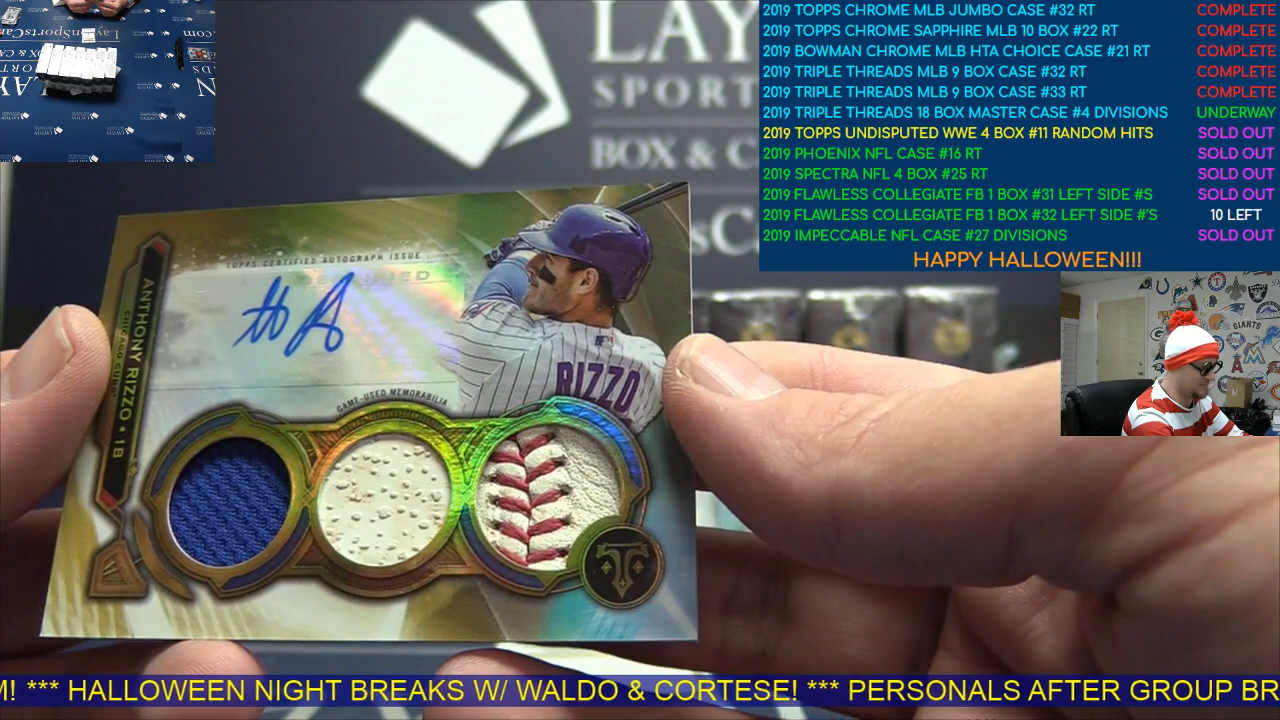 2019 TOPPS CHROME MLB JUMBO CASE #32 RT COMPLETE
2019 TOPPS CHROME SAPPHIRE MLB 10 BOX #22 RT COMPLETE
2019 BOWMAN CHROME MLB HTA CHOICE CASE #21 RT COMPLETE
2019 TRIPLE THREADS MLB 9 BOX CASE #32 RT COMPLETE
2019 TRIPLE THREADS MLB 9 BOX CASE #33 RT COMPLETE
2019 TRIPLE THREADS 18 BOX MASTER CASE #4 DIVISIONS UNDERWAY
2019 TOPPS UNDISPUTED WWE 4 BOX #11 RANDOM HITS SOLD OUT
2019 PHOENIX NFL CASE #16 RT SOLD OUT
2019 SPECTRA NFL 4 BOX #25 RT SOLD OUT
2019 FLAWLESS COLLEGIATE FB 1 BOX #31 LEFT SIDE #S SOLD OUT
2019 FLAWLESS COLLEGIATE FB 1 BOX #32 LEFT SIDE #'S 10 LEFT
2019 IMPECCABLE NFL CASE #27 DIVISIONS SOLD OUT
HAPPY HALLOWEEN!!!
LAY
SPORT
BOX & C
sCa
TOPPS CERTIFIED AUTOGRAPH ISSUE
ANTHONY RIZZO • 1B
CHICAGO CUBS
RIZZO
GAME-USED MEMORABILIA
GIANTS
M! *** HALLOWEEN NIGHT BREAKS W/ WALDO & CORTESE! *** PERSONALS AFTER GROUP BR